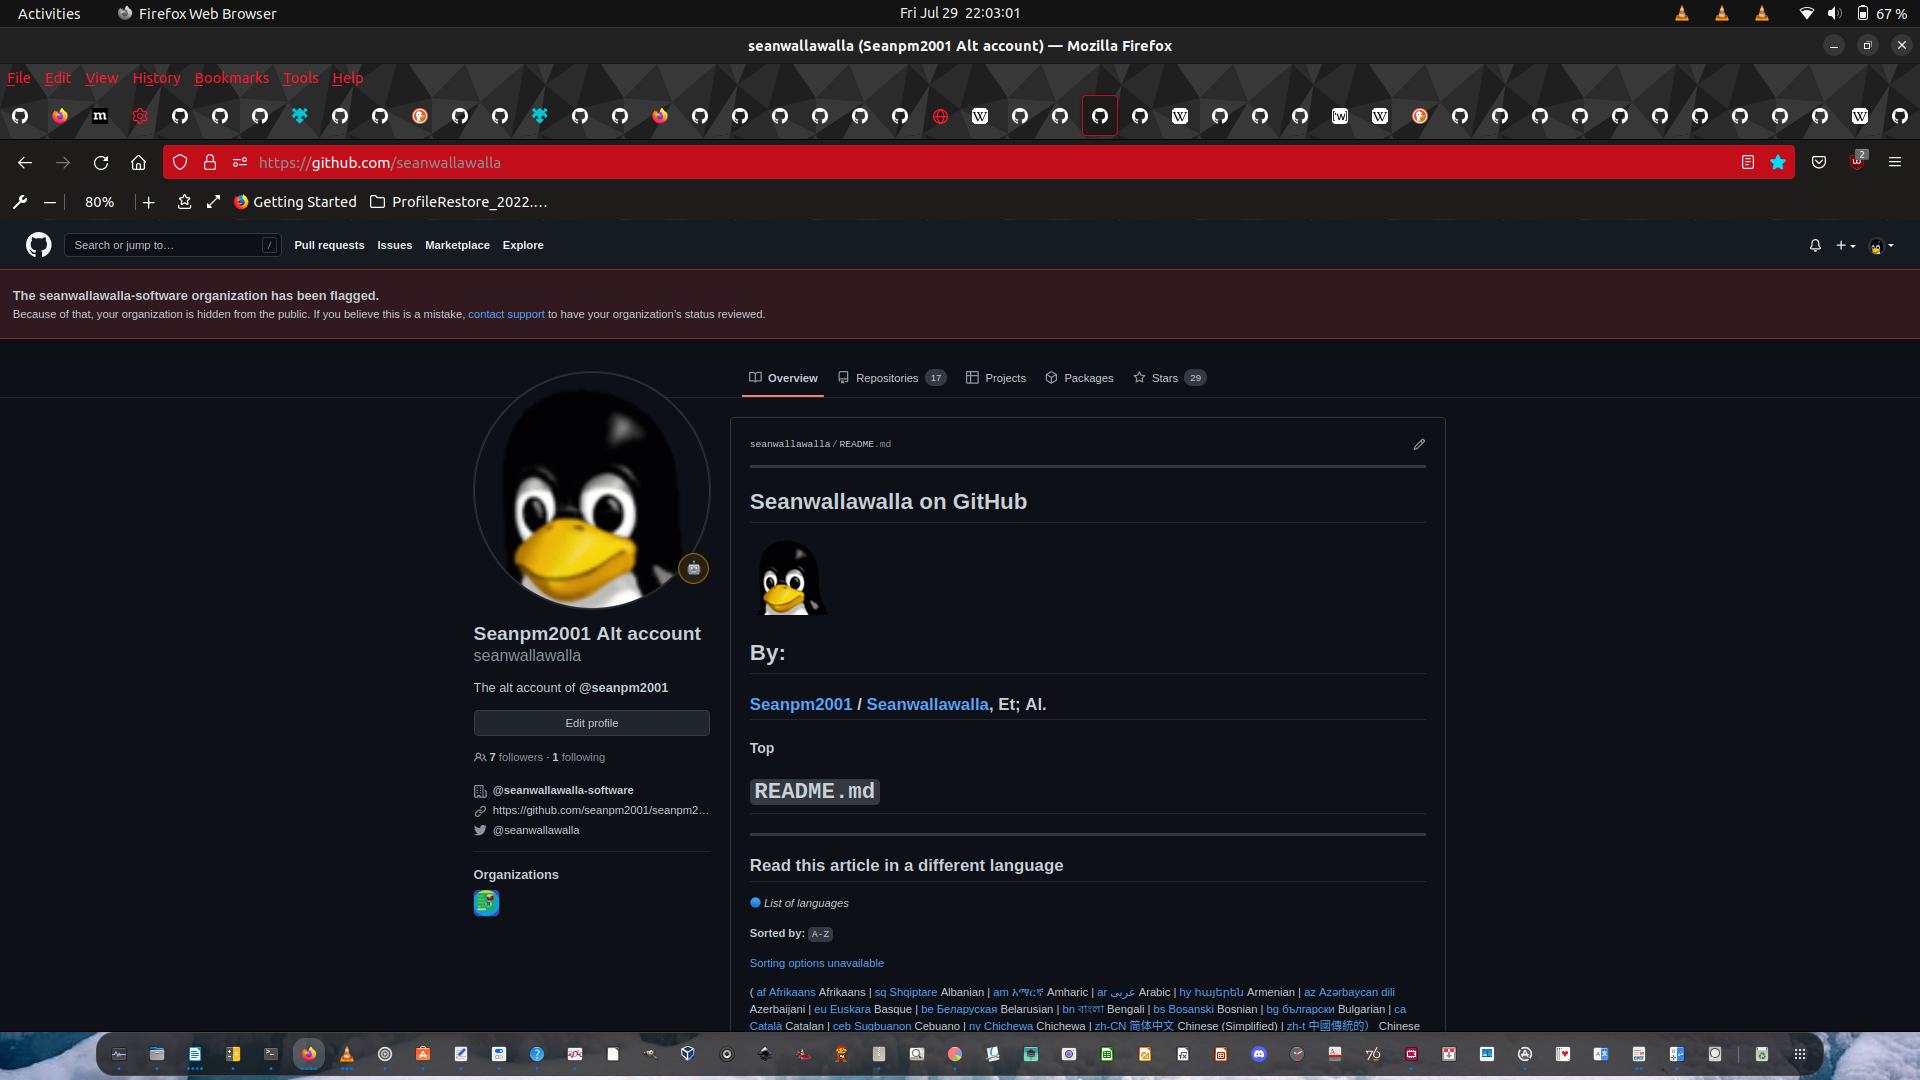 Activities
Firefox Web Browser
Fri Jul 29 22:03:01
67 %
seanwallawalla (Seanpm2001 Alt account) — Mozilla Firefox
File Edit View History Bookmarks Tools Help
https://github.com/seanwallawalla
2
80%
Getting Started
ProfileRestore_2022.…
Search or jump to…
/
Pull requests Issues Marketplace Explore
The seanwallawalla-software organization has been flagged.
Because of that, your organization is hidden from the public. If you believe this is a mistake, contact support to have your organization's status reviewed.
Overview
Repositories 17
Projects
Packages
Stars 29
seanwallawalla/README.md
Seanwallawalla on GitHub
By:
Seanpm2001 / Seanwallawalla, Et; Al.
Top
README.md
Read this article in a different language
List of languages
Sorted by: A-Z
Sorting options unavailable
( af Afrikaans Afrikaans | sq Shqiptare Albanian | am አማርኛ Amharic | ar عربى Arabic | hy հայերեն Armenian | az Azərbaycan dili
Azerbaijani | eu Euskara Basque | be Беларуская Belarusian | bn বাংলা Bengali | bs Bosanski Bosnian | bg български Bulgarian | ca
Català Catalan | ceb Sugbuanon Cebuano | ny Chichewa Chichewa | zh-CN 简体中文 Chinese (Simplified) | zh-t 中國傳統的） Chinese
Seanpm2001 Alt account
seanwallawalla
The alt account of @seanpm2001
Edit profile
7 followers · 1 following
@seanwallawalla-software
https://github.com/seanpm2001/seanpm2…
@seanwallawalla
Organizations